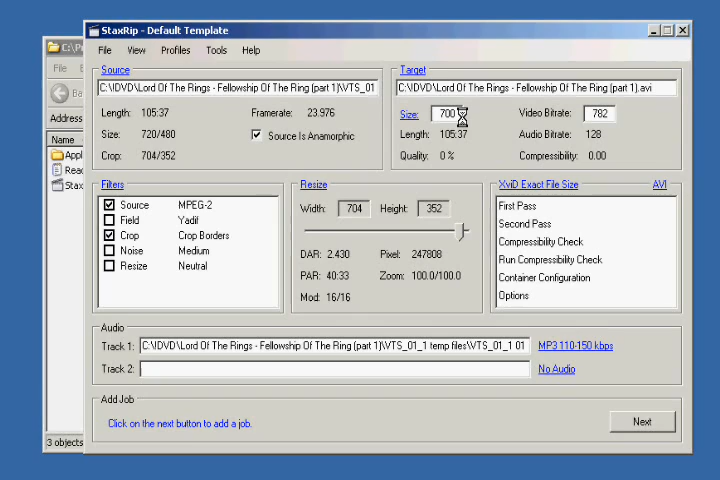 StaxRip - Default Template
File View Profiles Tools Help
Source
C:\IDVD\Lord Of The Rings - Fellowship Of The Ring (part 1)\VTS_01
Length: 105:37 Framerate: 23.976
Size: 720/480 Source Is Anamorphic
Crop: 704/352
Target
C:\IDVD\Lord Of The Rings - Fellowship Of The Ring (part 1).avi
Size: 700 Video Bitrate: 782
Length: 105:37 Audio Bitrate: 128
Quality: 0 % Compressibility: 0.00
Filters
Source MPEG-2
Field Yadif
Crop Crop Borders
Noise Medium
Resize Neutral
Resize
Width: 704 Height: 352
DAR: 2.430 Pixel: 247808
PAR: 40:33 Zoom: 100.0/100.0
Mod: 16/16
XviD Exact File Size AVI
First Pass
Second Pass
Compressibility Check
Run Compressibility Check
Container Configuration
Options
Audio
Track 1: C:\IDVD\Lord Of The Rings - Fellowship Of The Ring (part 1)\VTS_01_1 temp files\VTS_01_1 01 MP3 110-150 kbps
Track 2: No Audio
Add Job
Click on the next button to add a job.
Next
C:\P
File
Ba
Address
Name
Appl
Reac
Stax
3 objects